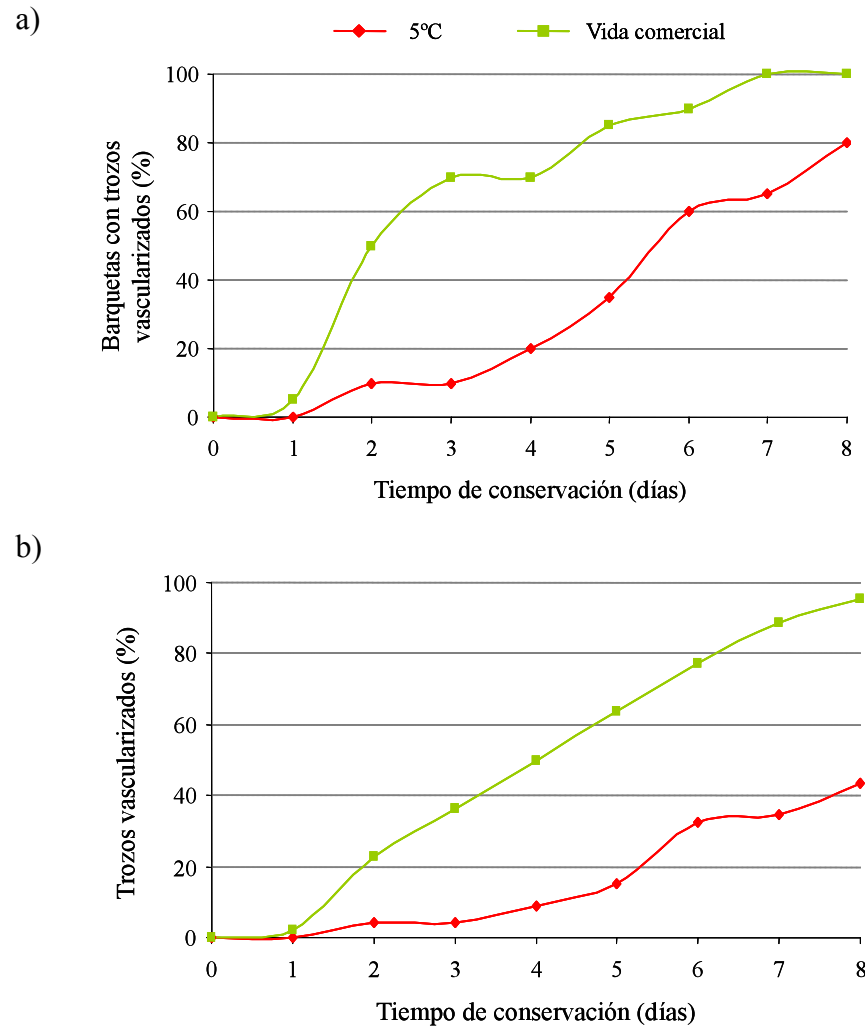 a)
5ºC Vida comercial
100
80
60
40
20
0
Barquetas con trozos
vascularizados (%)
0 1 2 3 4 5 6 7 8
Tiempo de conservación (días)
b)
100
80
60
40
20
0
Trozos vascularizados (%)
0 1 2 3 4 5 6 7 8
Tiempo de conservación (días)